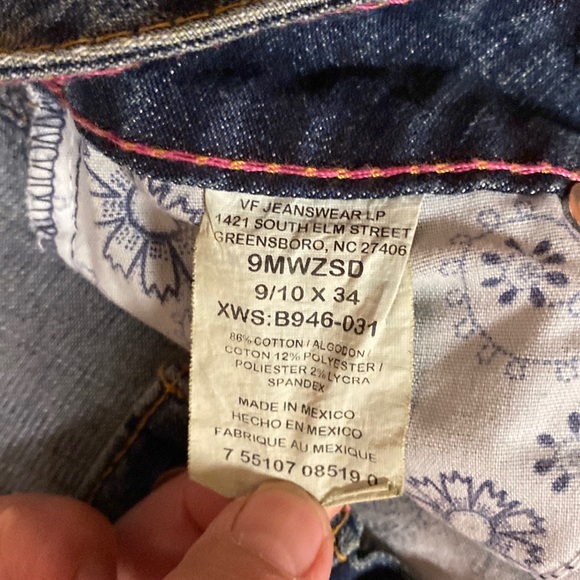 VF JEANSWEAR LP
1421 SOUTH ELM STREET
GREENSBORO, NC 27406
9MWZSD
9/10 X 34
XWS:B946-031
86% COTTON / ALGODON /
COTON 12% POLYESTER /
POLIESTER 2% LYCRA
SPANDEX
MADE IN MEXICO
HECHO EN MEXICO
FABRIQUE AU MEXIQUE
7 55107 08519 0